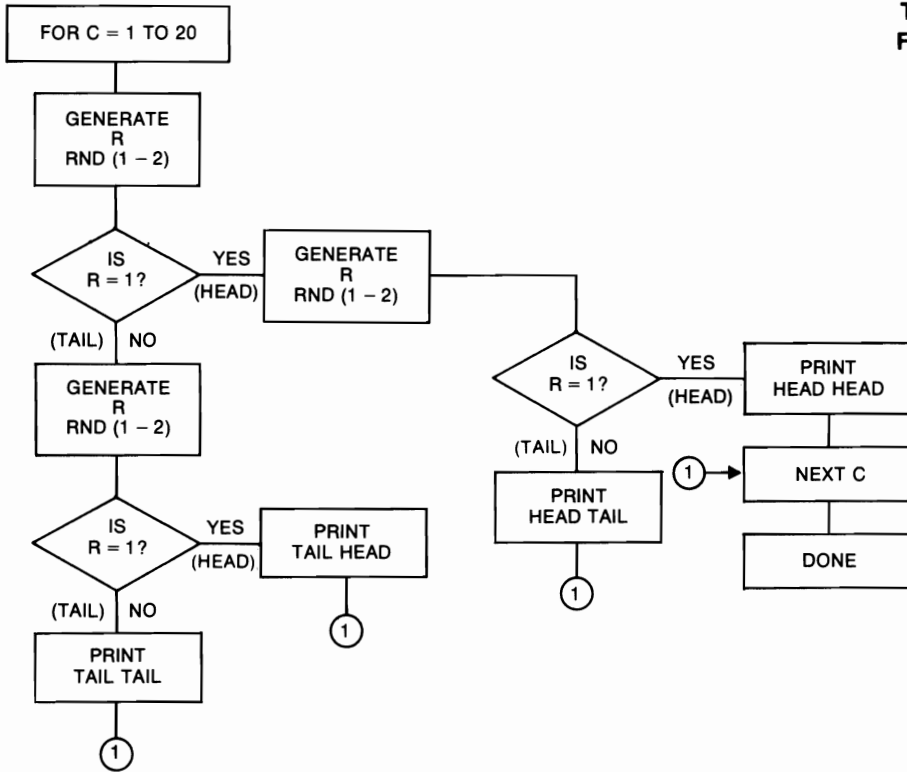 FOR C = 1 TO 20
GENERATE
R
RND (1 – 2)
IS
R = 1?
YES
(HEAD)
GENERATE
R
RND (1 – 2)
(TAIL) NO
GENERATE
R
RND (1 – 2)
IS
R = 1?
YES
(HEAD)
PRINT
HEAD HEAD
(TAIL) NO
PRINT
HEAD TAIL
1
1
NEXT C
DONE
IS
R = 1?
YES
(HEAD)
PRINT
TAIL HEAD
1
(TAIL) NO
PRINT
TAIL TAIL
1